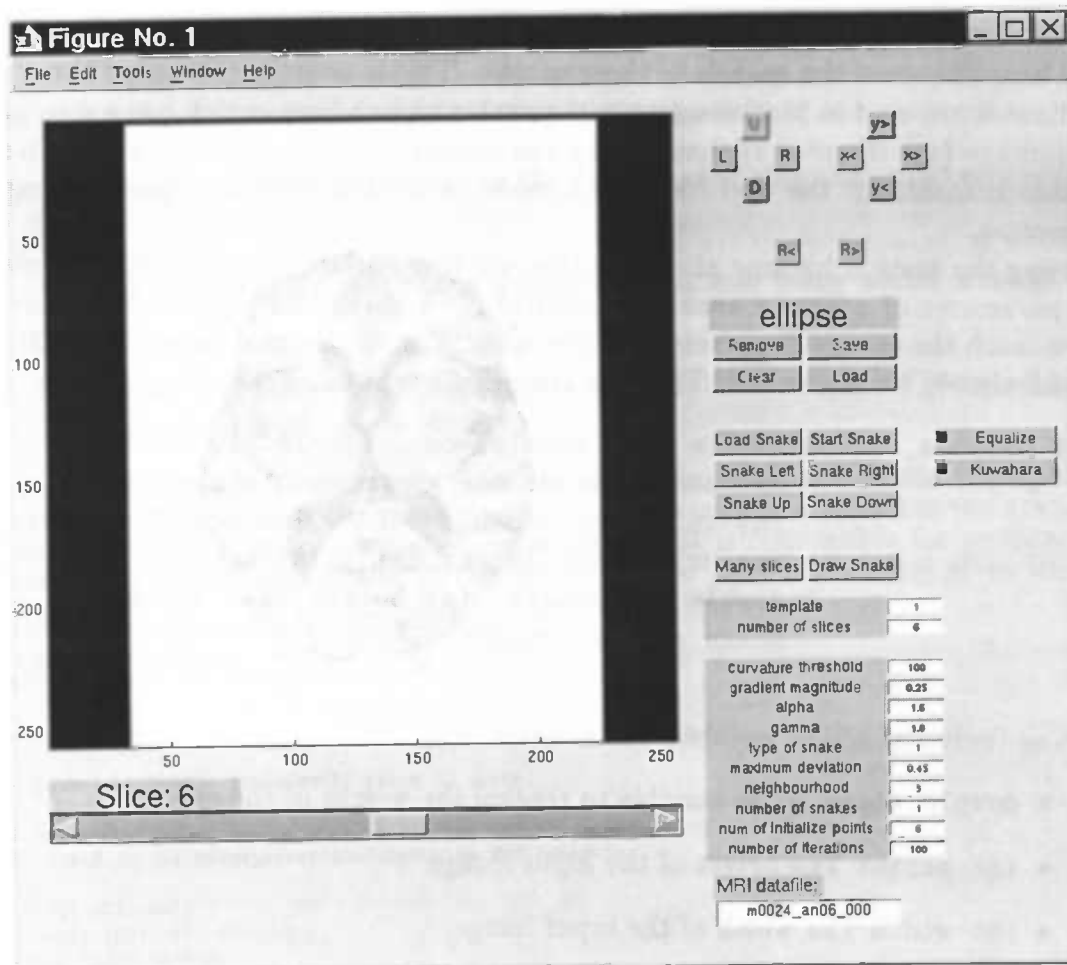 Figure No. 1
File Edit Tools Window Help
U y>
L R x< x>
D y<
R< R>
ellipse
Remove Save
Clear Load
Load Snake Start Snake Equalize
Snake Left Snake Right Kuwahara
Snake Up Snake Down
Many slices Draw Snake
template 1
number of slices 6
curvature threshold 100
gradient magnitude 0.25
alpha 1.5
gamma 1.0
type of snake 1
maximum deviation 0.45
neighbourhood 3
number of snakes 1
num of initialize points 6
number of iterations 100
MRI datafile:
m0024_an06_000
50
100
150
200
250
50 100 150 200 250
Slice: 6